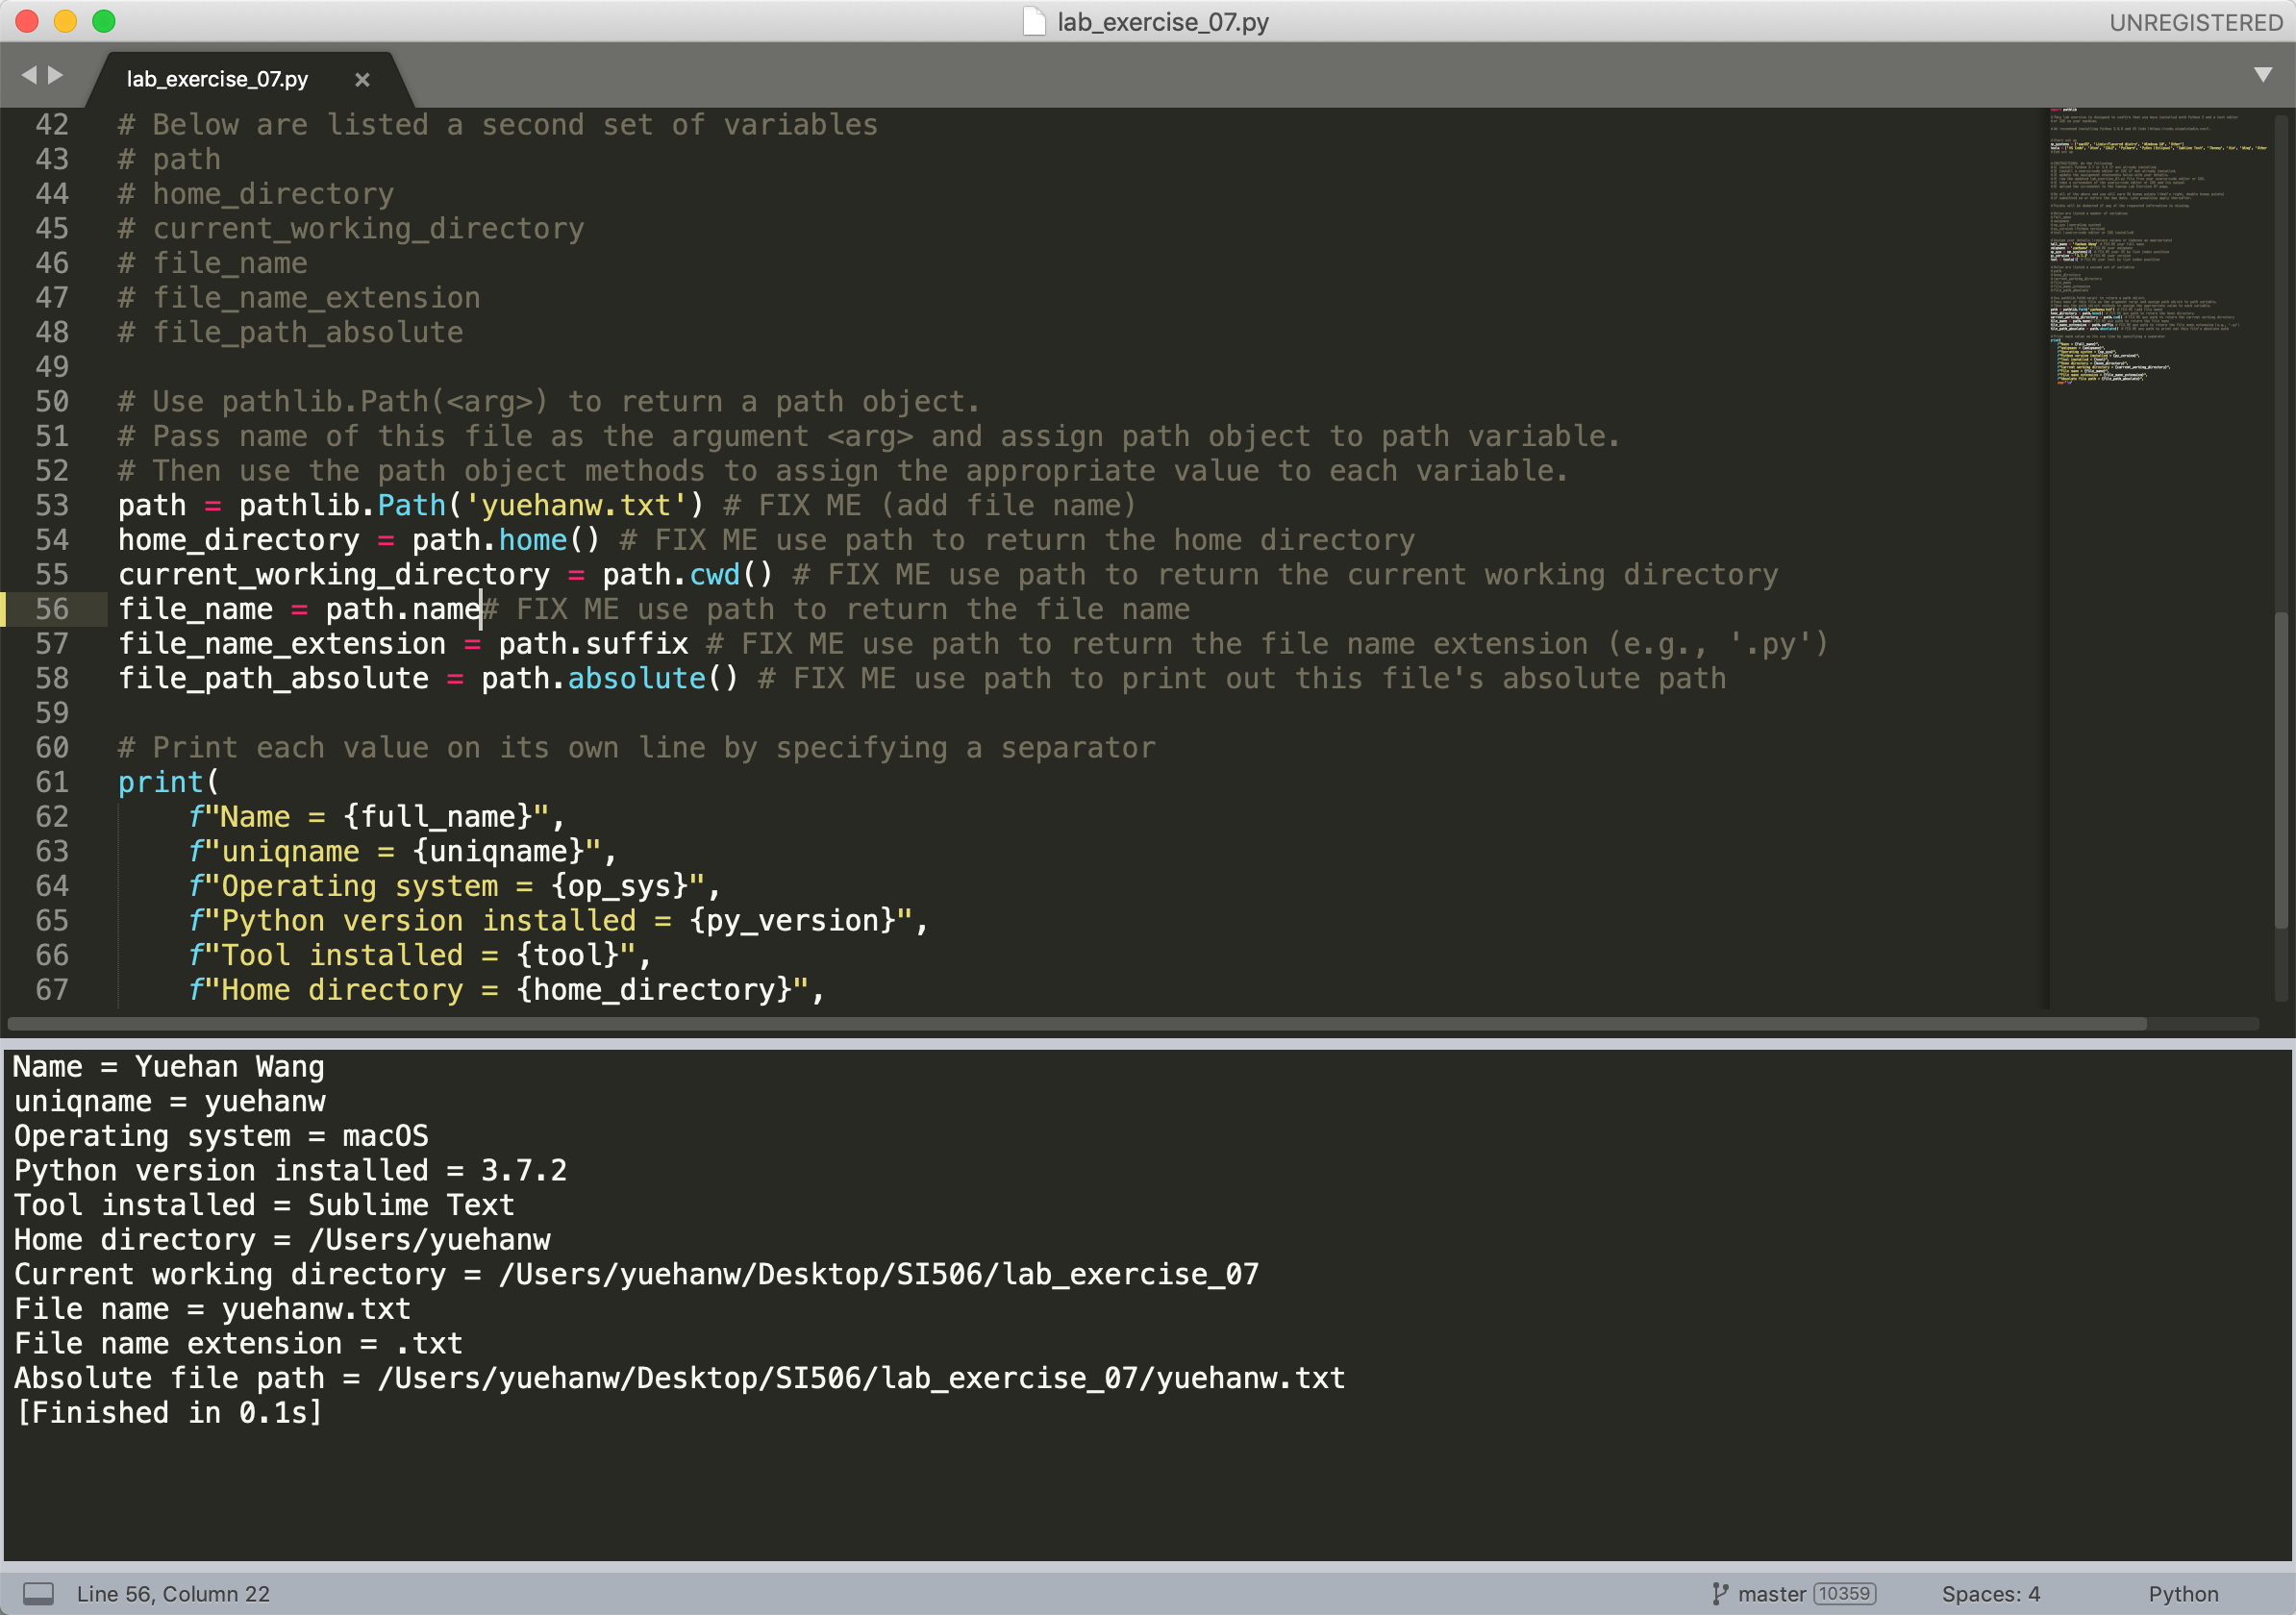 lab_exercise_07.py
UNREGISTERED
lab_exercise_07.py ×
42 # Below are listed a second set of variables
43 # path
44 # home_directory
45 # current_working_directory
46 # file_name
47 # file_name_extension
48 # file_path_absolute
49
50 # Use pathlib.Path(<arg>) to return a path object.
51 # Pass name of this file as the argument <arg> and assign path object to path variable.
52 # Then use the path object methods to assign the appropriate value to each variable.
53 path = pathlib.Path('yuehanw.txt') # FIX ME (add file name)
54 home_directory = path.home() # FIX ME use path to return the home directory
55 current_working_directory = path.cwd() # FIX ME use path to return the current working directory
56 file_name = path.name# FIX ME use path to return the file name
57 file_name_extension = path.suffix # FIX ME use path to return the file name extension (e.g., '.py')
58 file_path_absolute = path.absolute() # FIX ME use path to print out this file's absolute path
59
60 # Print each value on its own line by specifying a separator
61 print(
62     f"Name = {full_name}",
63     f"uniqname = {uniqname}",
64     f"Operating system = {op_sys}",
65     f"Python version installed = {py_version}",
66     f"Tool installed = {tool}",
67     f"Home directory = {home_directory}",
Name = Yuehan Wang
uniqname = yuehanw
Operating system = macOS
Python version installed = 3.7.2
Tool installed = Sublime Text
Home directory = /Users/yuehanw
Current working directory = /Users/yuehanw/Desktop/SI506/lab_exercise_07
File name = yuehanw.txt
File name extension = .txt
Absolute file path = /Users/yuehanw/Desktop/SI506/lab_exercise_07/yuehanw.txt
[Finished in 0.1s]
Line 56, Column 22
master 10359
Spaces: 4
Python